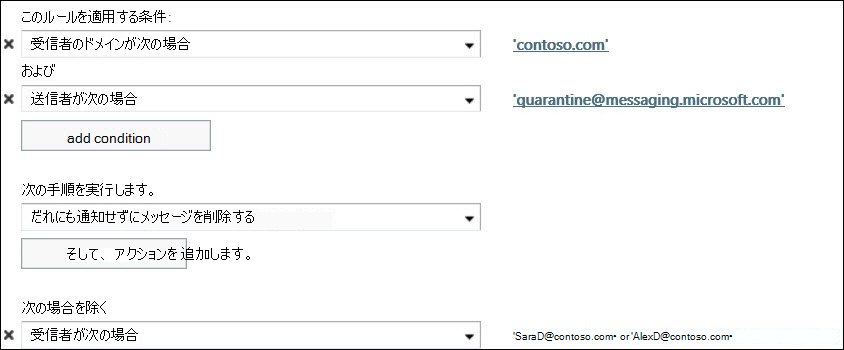 このルールを適用する条件:
受信者のドメインが次の場合 'contoso.com'
および
送信者が次の場合 'quarantine@messaging.microsoft.com'
add condition
次の手順を実行します。
だれにも通知せずにメッセージを削除する
そして、アクションを追加します。
次の場合を除く
受信者が次の場合 'SaraD@contoso.com• or 'AlexD@contoso.com•